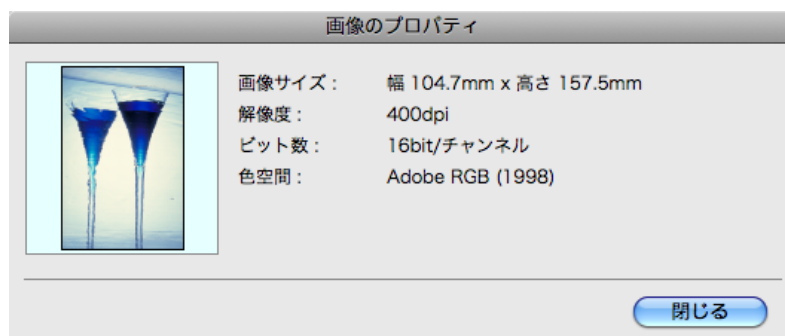 画像のプロパティ
画像サイズ : 幅 104.7mm x 高さ 157.5mm
解像度 : 400dpi
ビット数 : 16bit/チャンネル
色空間 : Adobe RGB (1998)
閉じる